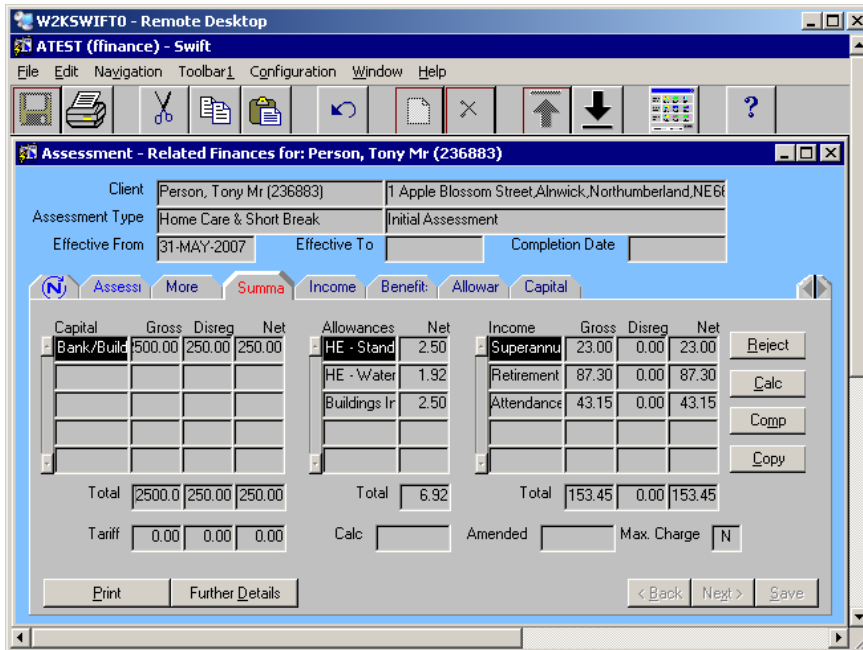 W2KSWIFT0 - Remote Desktop
ATEST (ffinance) - Swift
File Edit Navigation Toolbar1 Configuration Window Help
?
Assessment - Related Finances for: Person, Tony Mr (236883)
Client Person, Tony Mr (236883) 1 Apple Blossom Street,Alnwick,Northumberland,NE66
Assessment Type Home Care & Short Break Initial Assessment
Effective From 31-MAY-2007 Effective To Completion Date
N Assessi More Summa Income Benefit: Allowar Capital
Capital Gross Disreg Net Allowances Net Income Gross Disreg Net
Bank/Build 2500.00 250.00 250.00 HE - Stand 2.50 Superannu 23.00 0.00 23.00 Reject
HE - Water 1.92 Retirement 87.30 0.00 87.30 Calc
Buildings Ir 2.50 Attendance 43.15 0.00 43.15
Comp
Copy
Total 2500.0 250.00 250.00 Total 6.92 Total 153.45 0.00 153.45
Tariff 0.00 0.00 0.00 Calc Amended Max. Charge N
Print Further Details < Back Next > Save